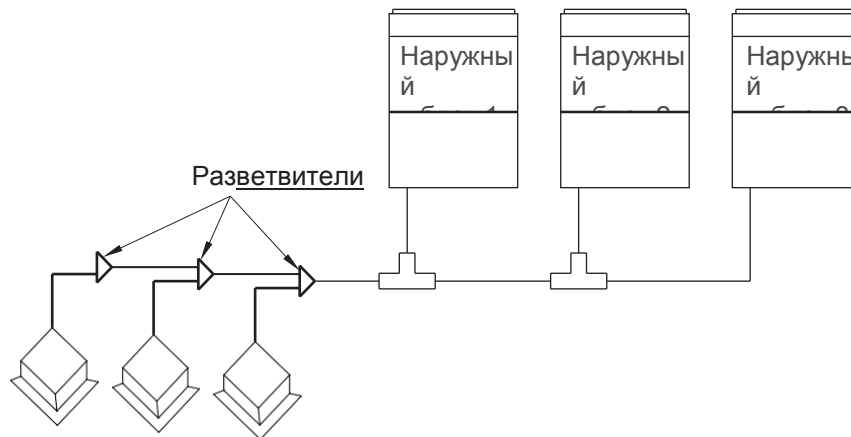 Наружны
й
Наружны
й
Наружны
й
Разветвители